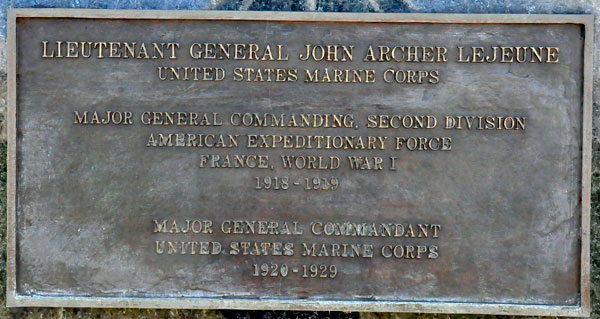 LIEUTENANT GENERAL JOHN ARCHER LEJEUNE
UNITED STATES MARINE CORPS
MAJOR GENERAL COMMANDING, SECOND DIVISION
AMERICAN EXPEDITIONARY FORCE
FRANCE, WORLD WAR I
1918-1919
MAJOR GENERAL COMMANDANT
UNITED STATES MARINE CORPS
1920-1929